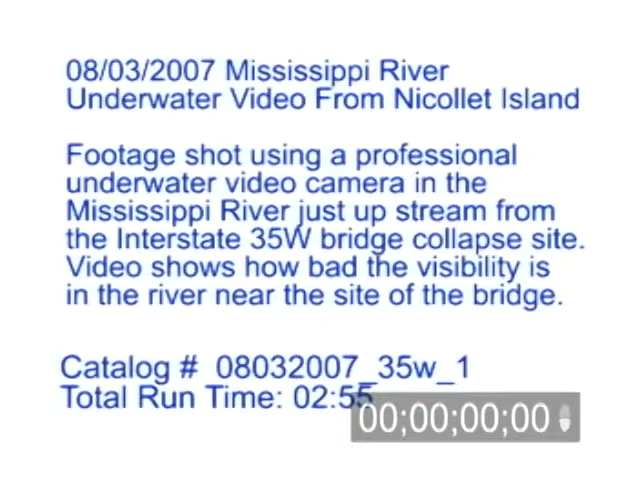 08/03/2007 Mississippi River
Underwater Video From Nicollet Island
Footage shot using a professional
underwater video camera in the
Mississippi River just up stream from
the Interstate 35W bridge collapse site.
Video shows how bad the visibility is
in the river near the site of the bridge.
Catalog # 08032007_35w_1
Total Run Time: 02:55
00;00;00;00